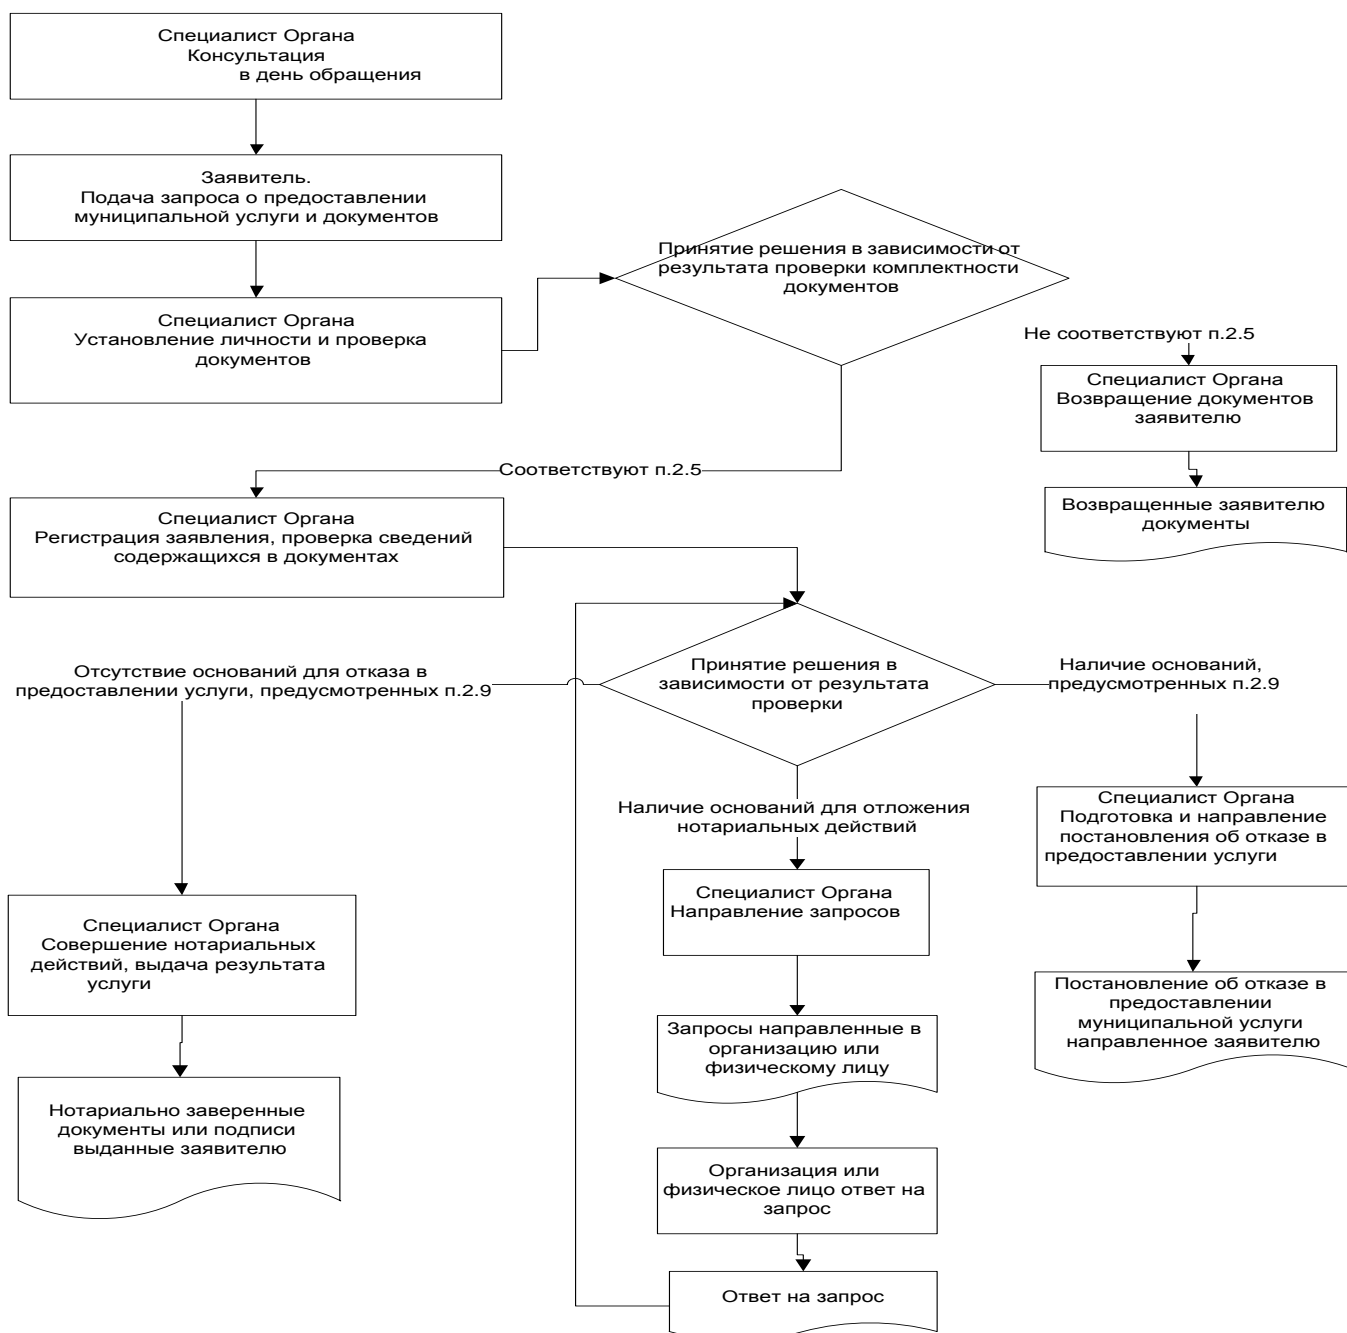 Специалист Органа
Консультация
в день обращения
Заявитель.
Подача запроса о предоставлении
муниципальной услуги и документов
Специалист Органа
Установление личности и проверка
документов
Принятие решения в зависимости от
результата проверки комплектности
документов
Не соответствуют п.2.5
Специалист Органа
Возвращение документов
заявителю
Возвращенные заявителю
документы
Соответствуют п.2.5
Специалист Органа
Регистрация заявления, проверка сведений
содержащихся в документах
Принятие решения в
зависимости от результата
проверки
Отсутствие оснований для отказа в
предоставлении услуги, предусмотренных п.2.9
Наличие оснований,
предусмотренных п.2.9
Наличие оснований для отложения
нотариальных действий
Специалист Органа
Совершение нотариальных
действий, выдача результата
услуги
Нотариально заверенные
документы или подписи
выданные заявителю
Специалист Органа
Направление запросов
Запросы направленные в
организацию или
физическому лицу
Организация или
физическое лицо ответ на
запрос
Ответ на запрос
Специалист Органа
Подготовка и направление
постановления об отказе в
предоставлении услуги
Постановление об отказе в
предоставлении
муниципальной услуги
направленное заявителю